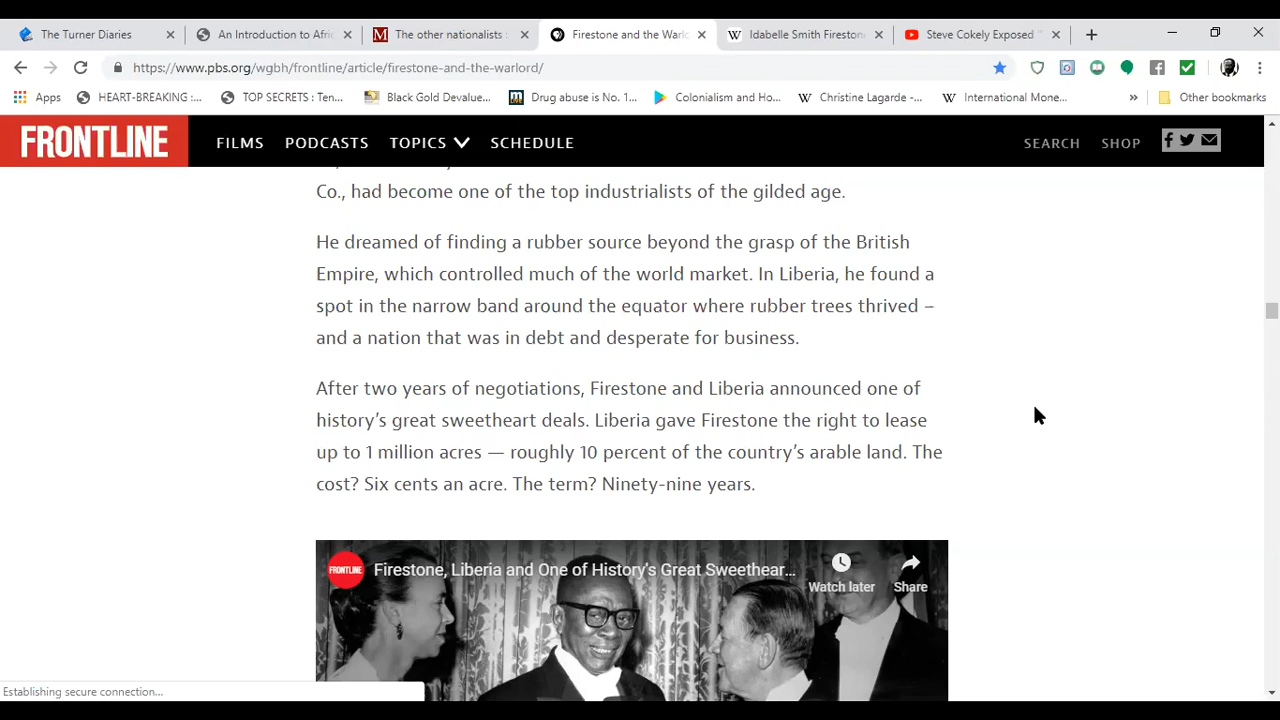 The Turner Diaries
An Introduction to Afri
The other nationalists :
Firestone and the Warlo
Idabelle Smith Firestone
Steve Cokely Exposed "
https://www.pbs.org/wgbh/frontline/article/firestone-and-the-warlord/
Apps
HEART-BREAKING :...
TOP SECRETS : Ten...
Black Gold Devalue...
Drug abuse is No. 1...
Colonialism and Ho...
Christine Lagarde -...
International Mone...
»
Other bookmarks
FRONTLINE
FILMS
PODCASTS
TOPICS
SCHEDULE
SEARCH
SHOP
Co., had become one of the top industrialists of the gilded age.
He dreamed of finding a rubber source beyond the grasp of the British
Empire, which controlled much of the world market. In Liberia, he found a
spot in the narrow band around the equator where rubber trees thrived –
and a nation that was in debt and desperate for business.
After two years of negotiations, Firestone and Liberia announced one of
history's great sweetheart deals. Liberia gave Firestone the right to lease
up to 1 million acres — roughly 10 percent of the country's arable land. The
cost? Six cents an acre. The term? Ninety-nine years.
FRONTLINE
Firestone, Liberia and One of History's Great Sweethear...
Watch later
Share
Establishing secure connection...